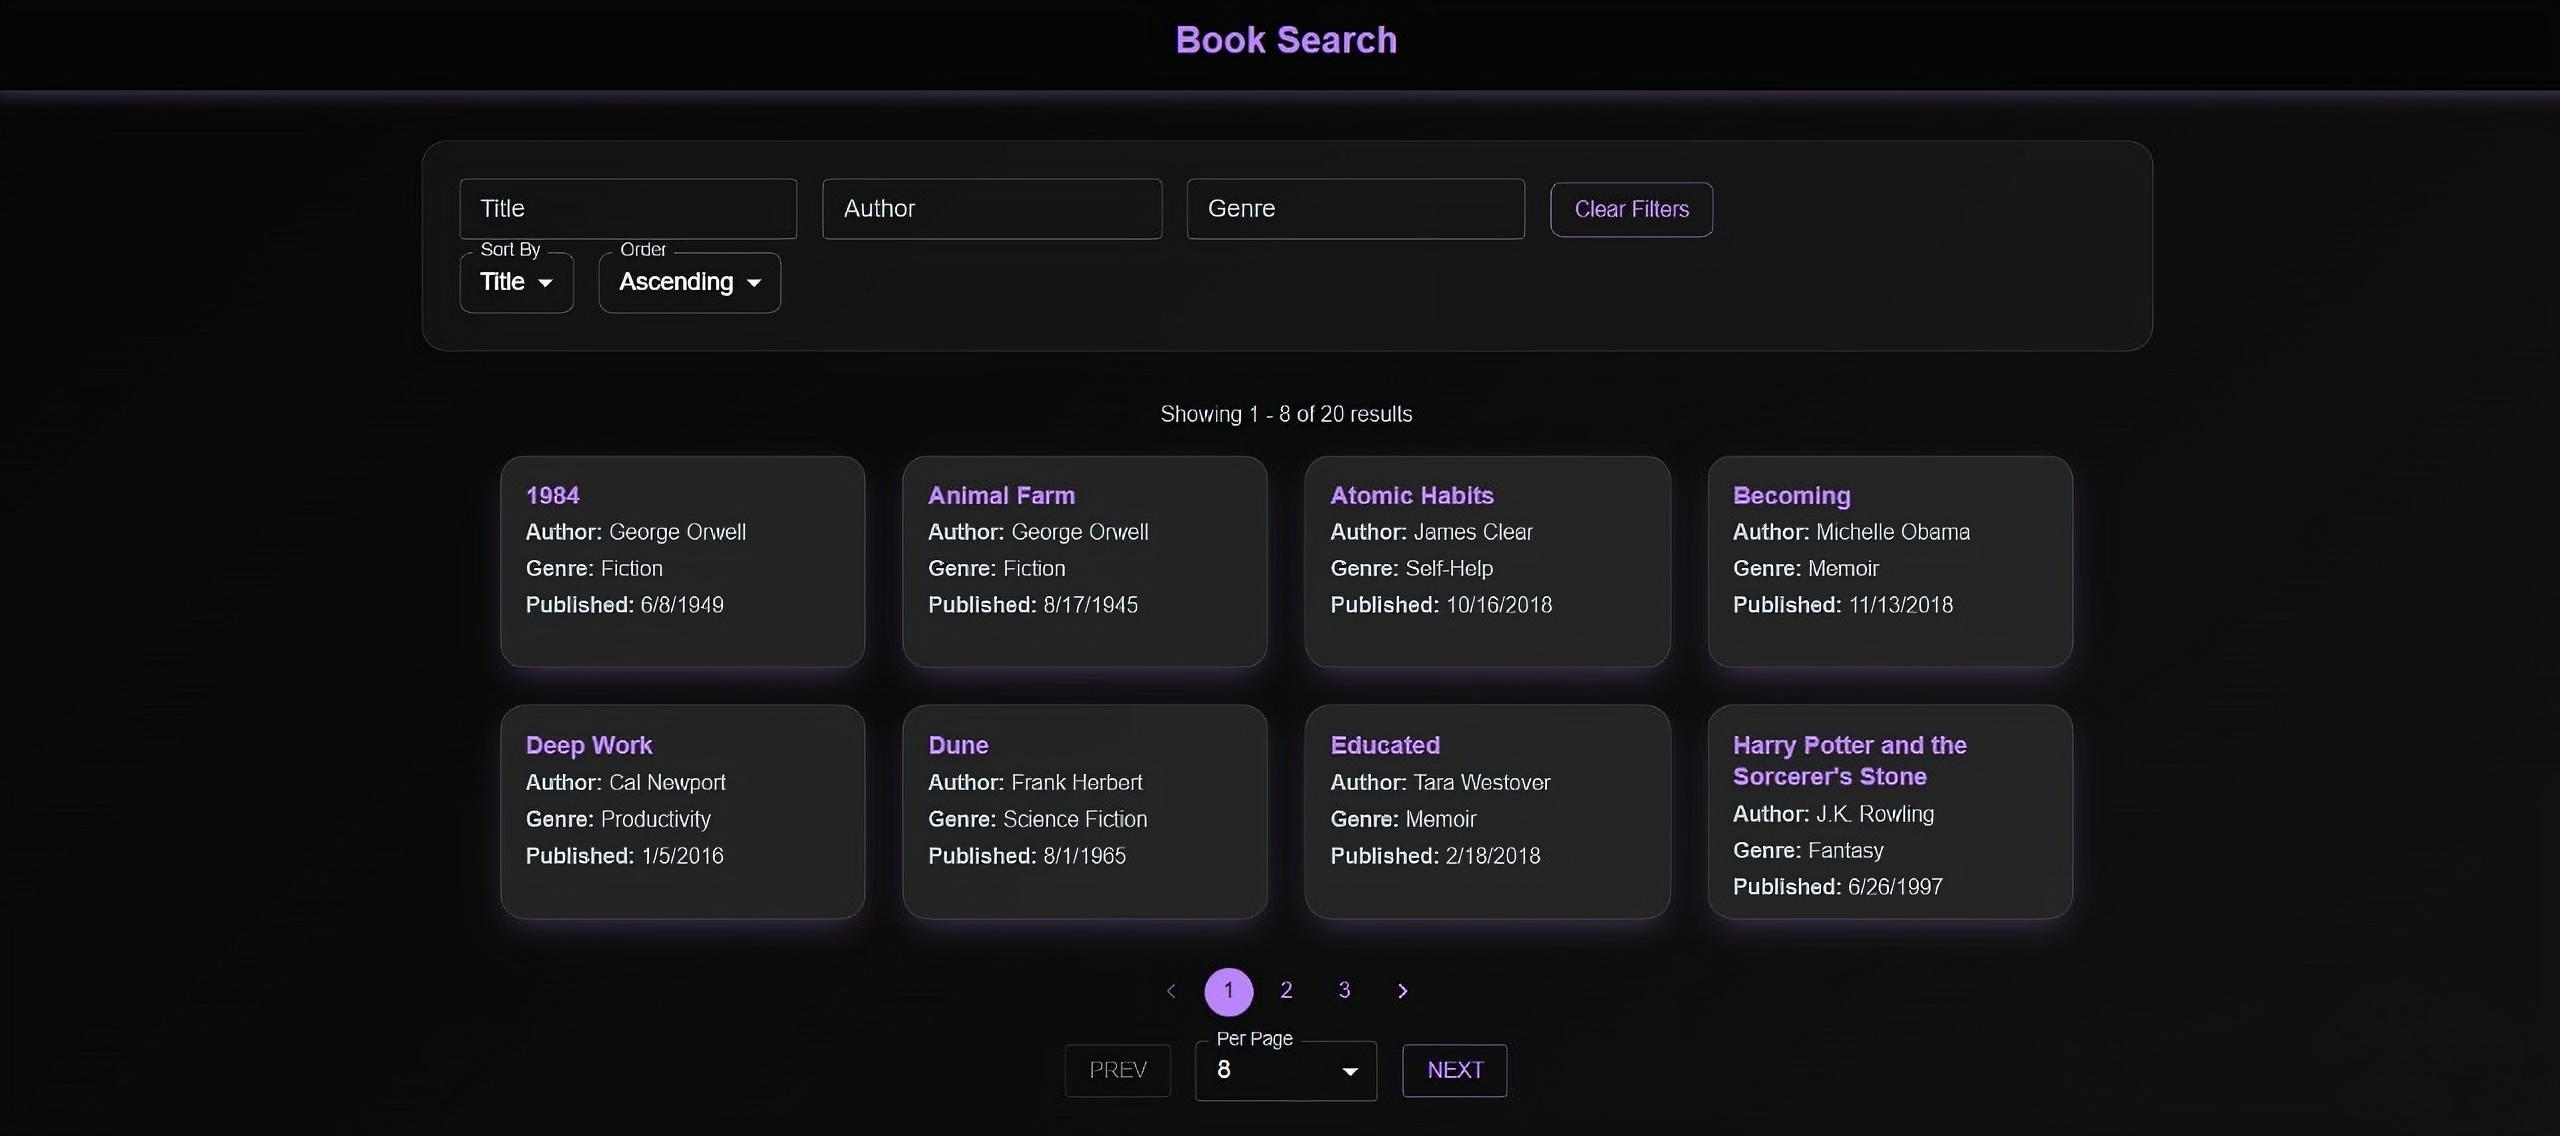 Book Search
Title
Author
Genre
Clear Filters
Sort By
Title
Order
Ascending
Showing 1 - 8 of 20 results
1984
Author: George Orwell
Genre: Fiction
Published: 6/8/1949
Animal Farm
Author: George Orwell
Genre: Fiction
Published: 8/17/1945
Atomic Habits
Author: James Clear
Genre: Self-Help
Published: 10/16/2018
Becoming
Author: Michelle Obama
Genre: Memoir
Published: 11/13/2018
Deep Work
Author: Cal Newport
Genre: Productivity
Published: 1/5/2016
Dune
Author: Frank Herbert
Genre: Science Fiction
Published: 8/1/1965
Educated
Author: Tara Westover
Genre: Memoir
Published: 2/18/2018
Harry Potter and the
Sorcerer's Stone
Author: J.K. Rowling
Genre: Fantasy
Published: 6/26/1997
1 2 3
PREV
Per Page
8
NEXT